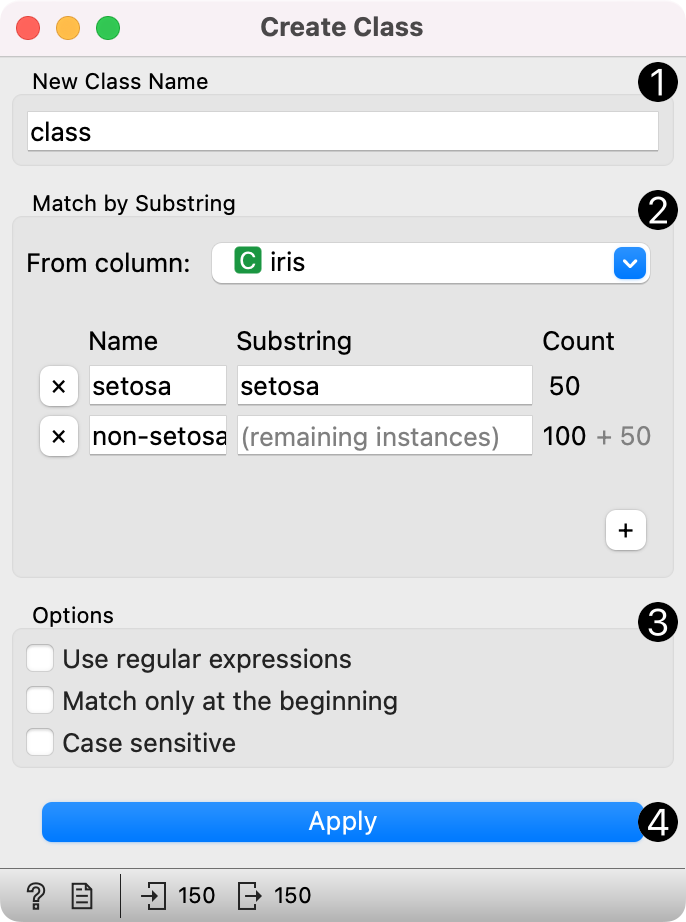 Create Class
New Class Name
1
class
Match by Substring
2
From column: C iris
Name Substring Count
× setosa setosa 50
× non-setosa (remaining instances) 100 + 50
+
Options
3
Use regular expressions
Match only at the beginning
Case sensitive
Apply
4
? 150 150